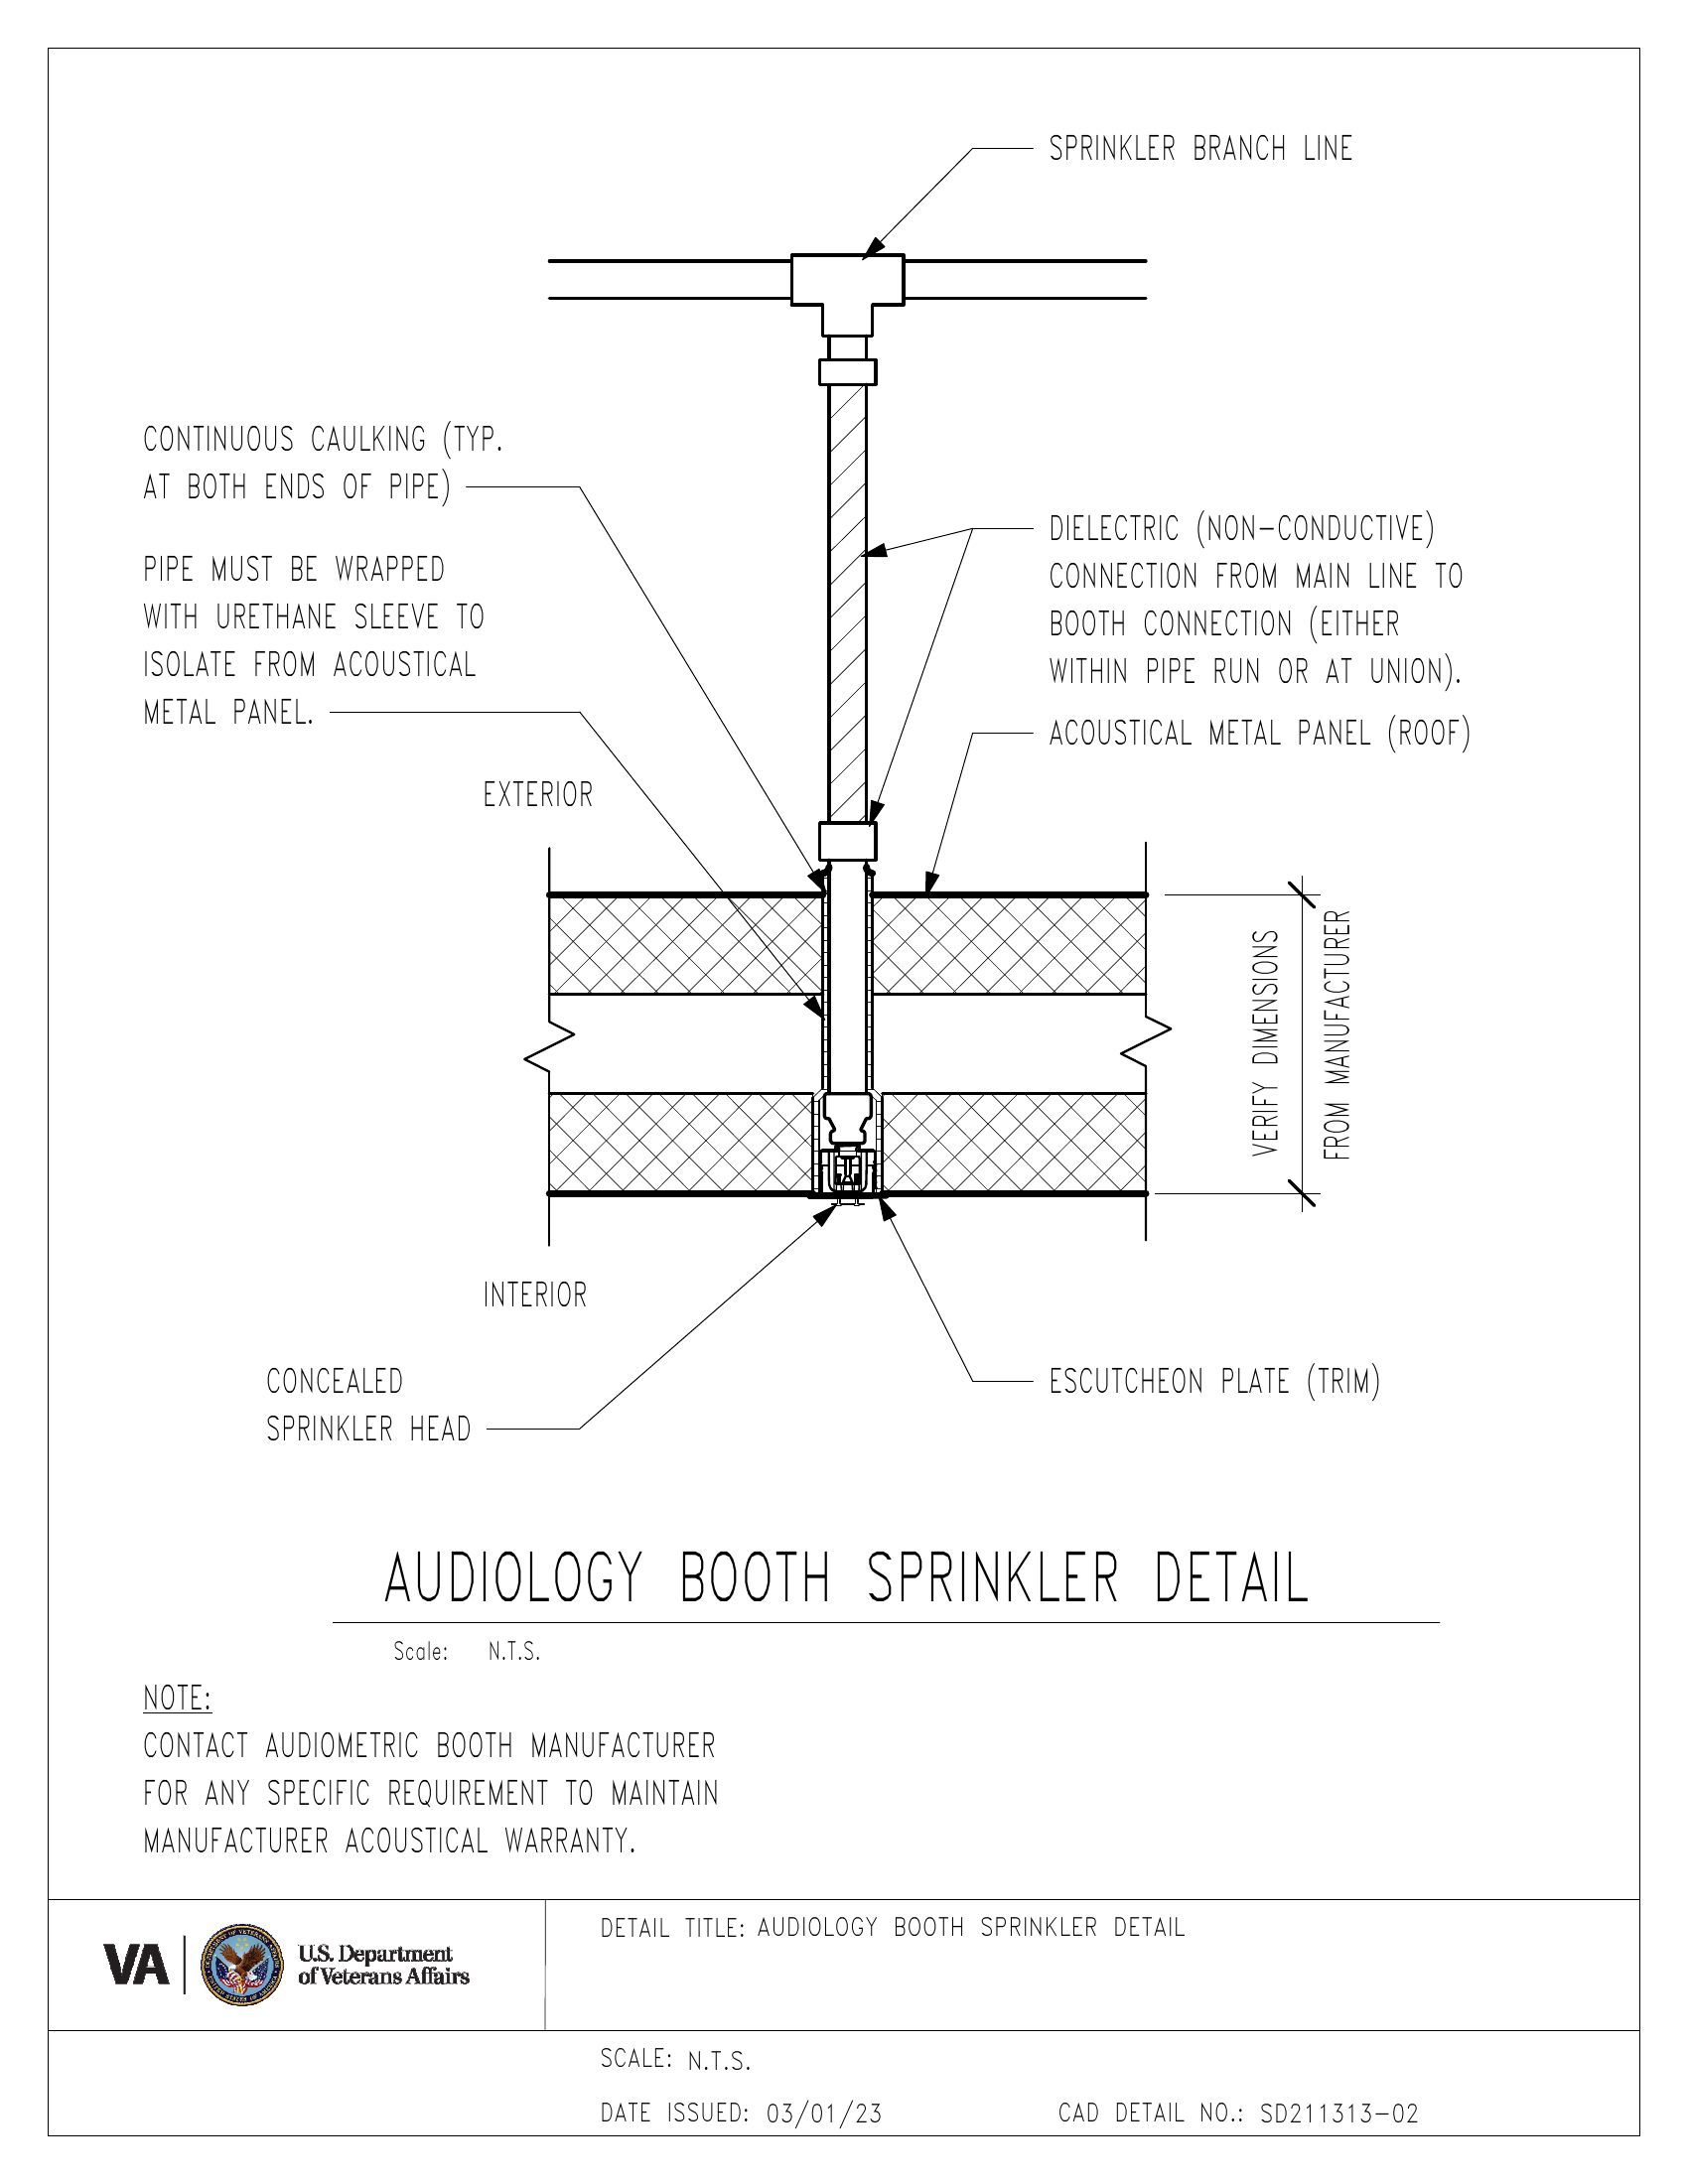 SPRINKLER BRANCH LINE
CONTINUOUS CAULKING (TYP.
AT BOTH ENDS OF PIPE)
PIPE MUST BE WRAPPED
WITH URETHANE SLEEVE TO
ISOLATE FROM ACOUSTICAL
METAL PANEL.
DIELECTRIC (NON-CONDUCTIVE)
CONNECTION FROM MAIN LINE TO
BOOTH CONNECTION (EITHER
WITHIN PIPE RUN OR AT UNION).
ACOUSTICAL METAL PANEL (ROOF)
EXTERIOR
VERIFY DIMENSIONS
FROM MANUFACTURER
INTERIOR
CONCEALED
SPRINKLER HEAD
ESCUTCHEON PLATE (TRIM)
AUDIOLOGY BOOTH SPRINKLER DETAIL
Scale: N.T.S.
NOTE:
CONTACT AUDIOMETRIC BOOTH MANUFACTURER
FOR ANY SPECIFIC REQUIREMENT TO MAINTAIN
MANUFACTURER ACOUSTICAL WARRANTY.
VA
U.S. Department
of Veterans Affairs
DETAIL TITLE: AUDIOLOGY BOOTH SPRINKLER DETAIL
SCALE: N.T.S.
DATE ISSUED: 03/01/23
CAD DETAIL NO.: SD211313-02